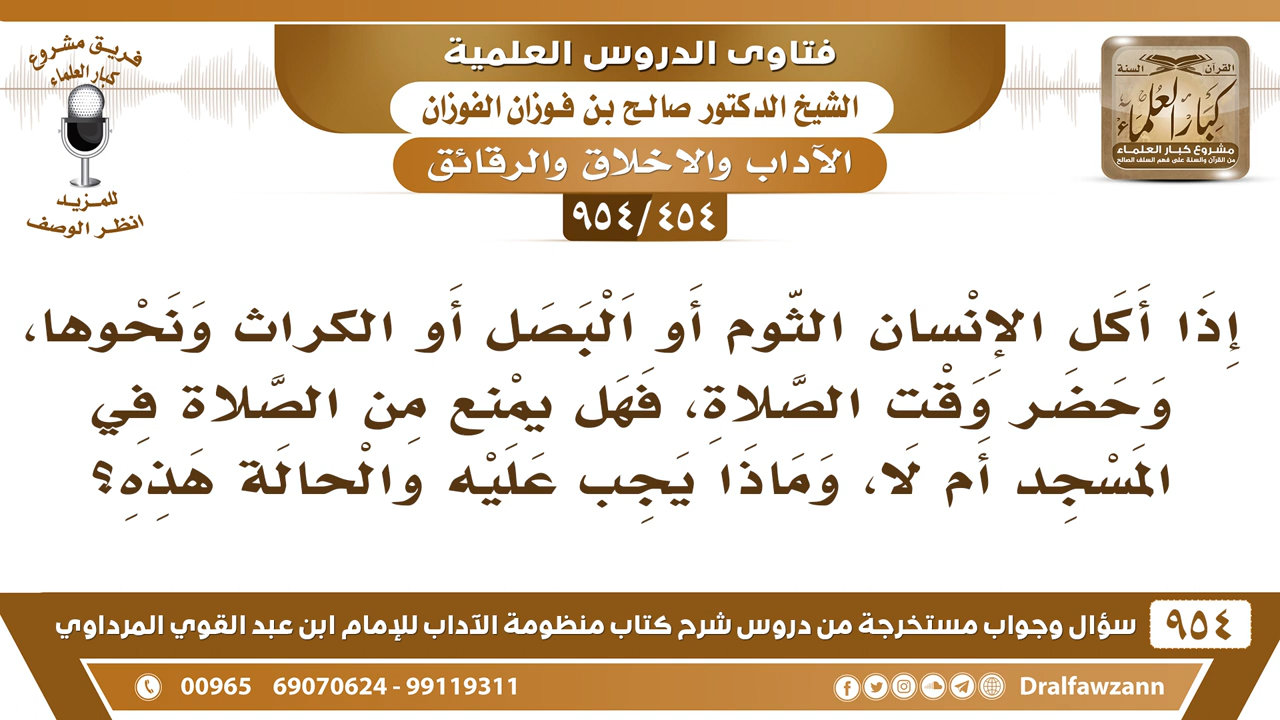 فتاوى الدروس العلمية
الشيخ الدكتور صالح بن فوزان الفوزان
الآداب والاخلاق والرقائق
٩٥٤/٤٥٤
فريق مشروع
كبار العلماء
للمزيد
انظر الوصف
القرآن السنة
كبار العلماء
مشروع كبار العلماء
من القرآن والسنة على فهم السلف الصالح
إِذَا أَكَل الإِنْسان الثّوم أَو اَلْبَصَل أَو الكراث وَنَحْوها،
وَحَضَر وَقْت الصَّلاةِ، فَهَل يمْنع مِن الصَّلاة فِي
المَسْجِد أَم لَا، وَمَاذَا يَجِب عَلَيْه وَالْحالَة هَذِهِ؟
٩٥٤ سؤال وجواب مستخرجة من دروس شرح كتاب منظومة الآداب للإمام ابن عبد القوي المرداوي
00965 69070624 - 99119311
Dralfawzann